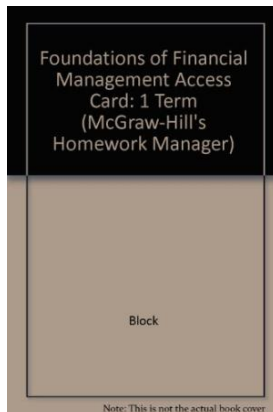 Foundations of Financial
Management Access
Card: 1 Term
(McGraw-Hill's
Homework Manager)
Block
Note: This is not the actual book cover